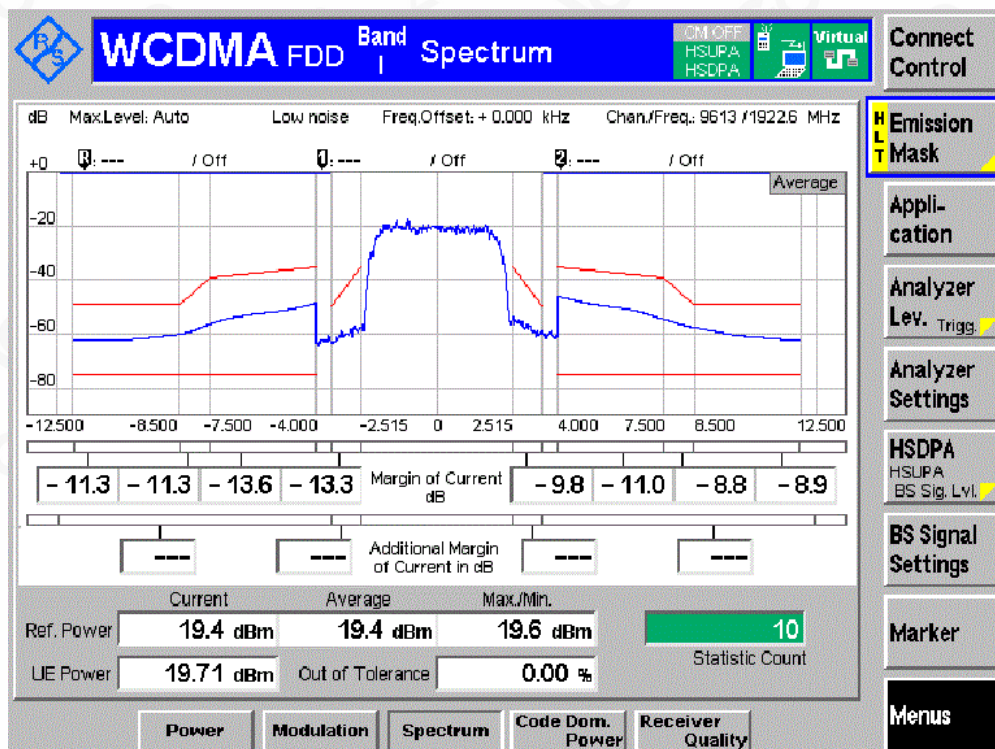 R/S
WCDMA FDD Band I Spectrum
CM OFF
HSUPA
HSDPA
Virtual
Connect Control
dB Max.Level: Auto Low noise Freq.Offset: + 0.000 kHz Chan./Freq.: 9613 /1922.6 MHz
HLT
Emission Mask
R: --- / Off 1: --- / Off 2: --- / Off
Average
+0
-20
-40
-60
-80
-12.500 -8.500 -7.500 -4.000 -2.515 0 2.515 4.000 7.500 8.500 12.500
Appli-
cation
Analyzer
Lev. Trigg.
Analyzer
Settings
- 11.3 - 11.3 - 13.6 - 13.3 Margin of Current dB - 9.8 - 11.0 - 8.8 - 8.9
HSDPA
HSUPA
BS Sig. Lvl.
--- --- Additional Margin of Current in dB --- ---
BS Signal
Settings
Current Average Max./Min.
Ref. Power 19.4 dBm 19.4 dBm 19.6 dBm 10
Statistic Count
UE Power 19.71 dBm Out of Tolerance 0.00 %
Marker
Menus
Power Modulation Spectrum Code Dom. Power Receiver Quality